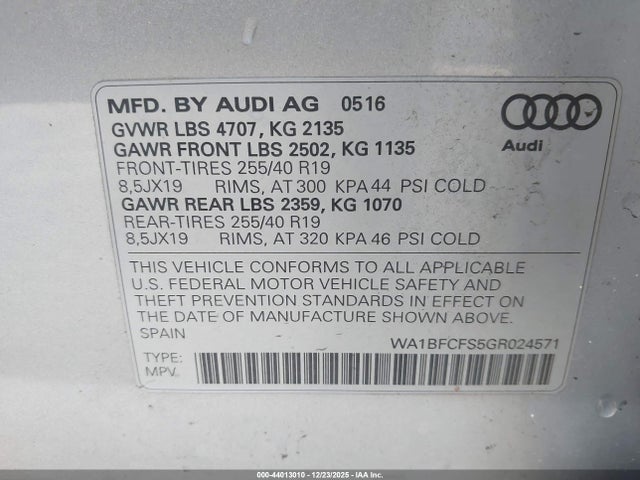 MFD. BY AUDI AG 0516
GVWR LBS 4707, KG 2135
GAWR FRONT LBS 2502, KG 1135
FRONT-TIRES 255/40 R19
8,5JX19 RIMS, AT 300 KPA 44 PSI COLD
GAWR REAR LBS 2359, KG 1070
REAR-TIRES 255/40 R19
8,5JX19 RIMS, AT 320 KPA 46 PSI COLD
Audi
THIS VEHICLE CONFORMS TO ALL APPLICABLE
U.S. FEDERAL MOTOR VEHICLE SAFETY AND
THEFT PREVENTION STANDARDS IN EFFECT ON
THE DATE OF MANUFACTURE SHOWN ABOVE.
SPAIN WA1BFCFS5GR024571
TYPE:
MPV
000-44013010 - 12/23/2025 - IAA INC